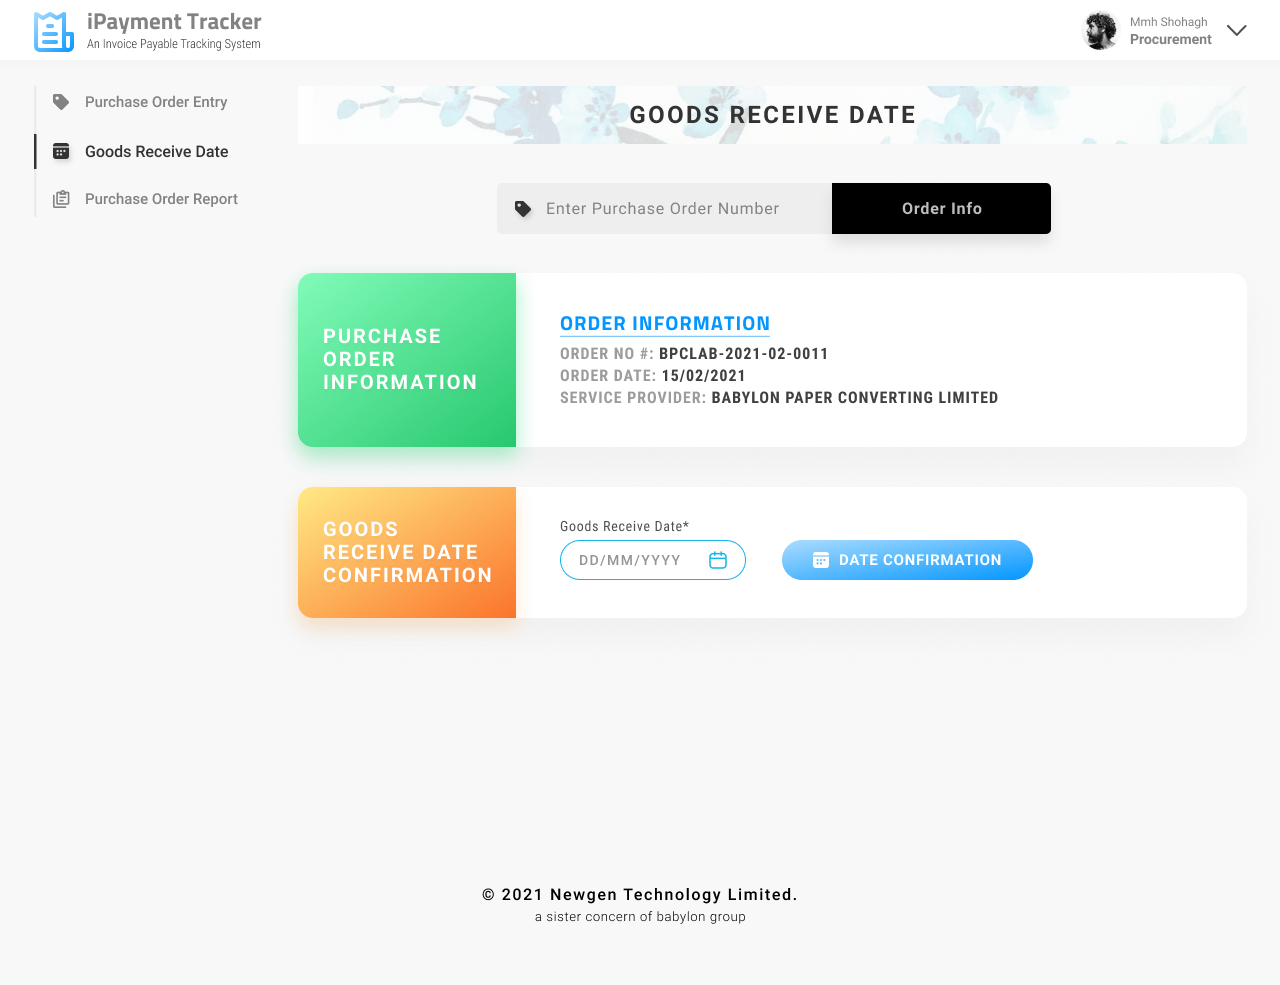 iPayment Tracker
An Invoice Payable Tracking System
Mmh Shohagh
Procurement
Purchase Order Entry
Goods Receive Date
Purchase Order Report
GOODS RECEIVE DATE
Enter Purchase Order Number
Order Info
PURCHASE
ORDER
INFORMATION
ORDER INFORMATION
ORDER NO #: BPCLAB-2021-02-0011
ORDER DATE: 15/02/2021
SERVICE PROVIDER: BABYLON PAPER CONVERTING LIMITED
GOODS
RECEIVE DATE
CONFIRMATION
Goods Receive Date*
DD/MM/YYYY
DATE CONFIRMATION
© 2021 Newgen Technology Limited.
a sister concern of babylon group